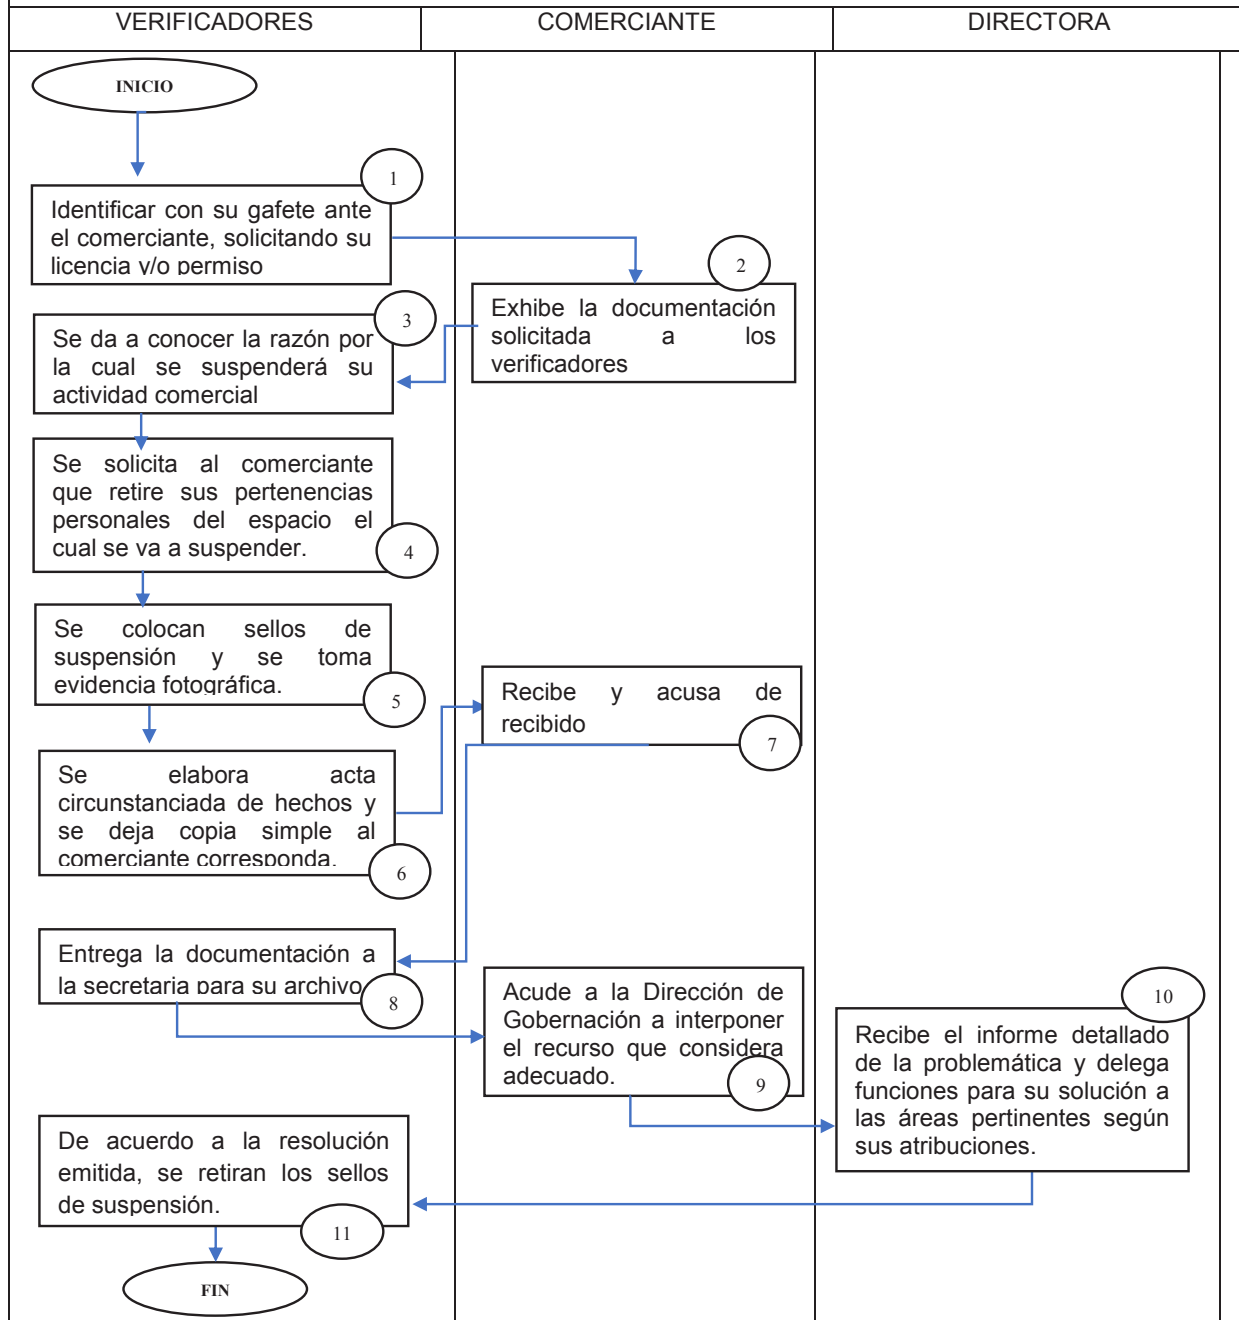 VERIFICADORES
COMERCIANTE
DIRECTORA
INICIO
1
Identificar con su gafete ante
el comerciante, solicitando su
licencia y/o permiso
2
Exhibe la documentación
solicitada a los
verificadores
3
Se da a conocer la razón por
la cual se suspenderá su
actividad comercial
Se solicita al comerciante
que retire sus pertenencias
personales del espacio el
cual se va a suspender.
4
Se colocan sellos de
suspensión y se toma
evidencia fotográfica.
5
Se elabora acta
circunstanciada de hechos y
se deja copia simple al
comerciante corresponda.
6
Recibe y acusa de
recibido
7
Entrega la documentación a
la secretaria para su archivo
8
Acude a la Dirección de
Gobernación a interponer
el recurso que considera
adecuado.
9
10
Recibe el informe detallado
de la problemática y delega
funciones para su solución a
las áreas pertinentes según
sus atribuciones.
De acuerdo a la resolución
emitida, se retiran los sellos
de suspensión.
11
FIN